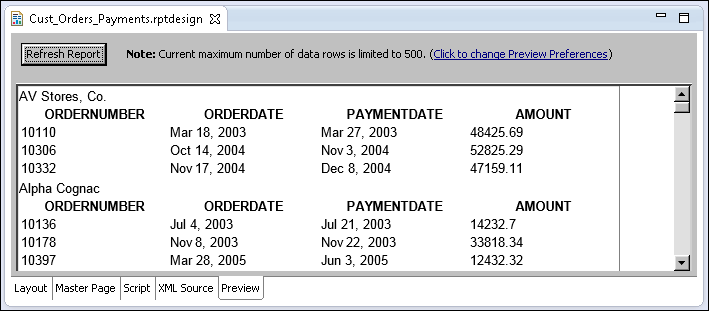 Cust_Orders_Payments.rptdesign
Refresh Report Note: Current maximum number of data rows is limited to 500. (Click to change Preview Preferences)
AV Stores, Co.
ORDERNUMBER ORDERDATE PAYMENTDATE AMOUNT
10110 Mar 18, 2003 Mar 27, 2003 48425.69
10306 Oct 14, 2004 Nov 3, 2004 52825.29
10332 Nov 17, 2004 Dec 8, 2004 47159.11
Alpha Cognac
ORDERNUMBER ORDERDATE PAYMENTDATE AMOUNT
10136 Jul 4, 2003 Jul 21, 2003 14232.7
10178 Nov 8, 2003 Nov 22, 2003 33818.34
10397 Mar 28, 2005 Jun 3, 2005 12432.32
Layout Master Page Script XML Source Preview